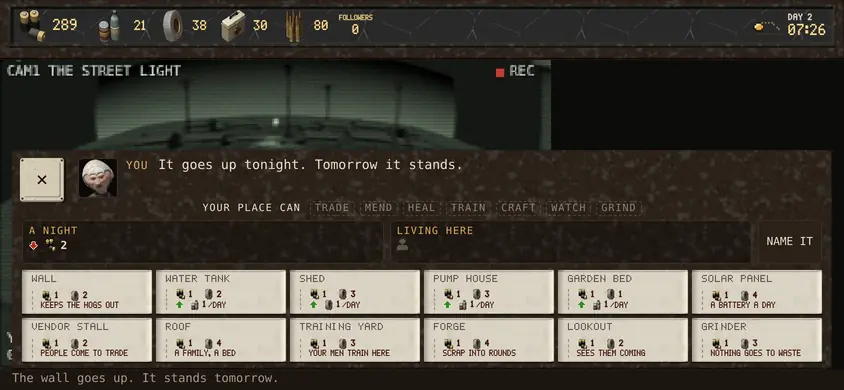 289 21 38 30 80 FOLLOWERS 0 DAY 2 07:26
CAM1 THE STREET LIGHT REC
YOU It goes up tonight. Tomorrow it stands.
YOUR PLACE CAN TRADE MEND HEAL TRAIN CRAFT WATCH GRIND
A NIGHT
2
LIVING HERE
NAME IT
WALL
1 2
KEEPS THE HOGS OUT
WATER TANK
1 2
1/DAY
SHED
1 3
1/DAY
PUMP HOUSE
1 3
1/DAY
GARDEN BED
1 1
1/DAY
SOLAR PANEL
1 4
A BATTERY A DAY
VENDOR STALL
1 2
PEOPLE COME TO TRADE
ROOF
1 4
A FAMILY, A BED
TRAINING YARD
1 3
YOUR MEN TRAIN HERE
FORGE
1 4
SCRAP INTO ROUNDS
LOOKOUT
1 2
SEES THEM COMING
GRINDER
1 3
NOTHING GOES TO WASTE
The wall goes up. It stands tomorrow.